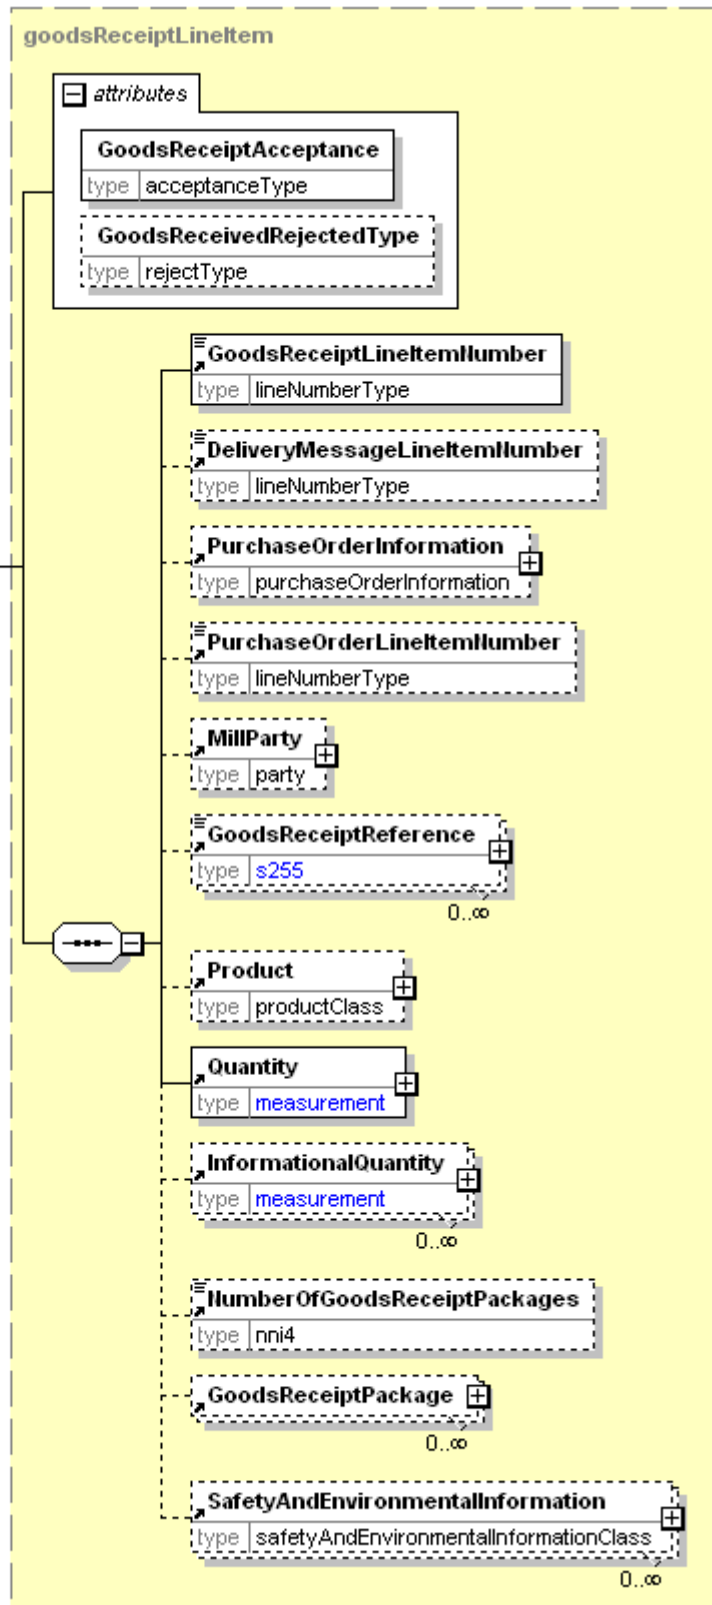 goodsReceiptLineItem
attributes
GoodsReceiptAcceptance
type acceptanceType
GoodsReceivedRejectedType
type rejectType
GoodsReceiptLineItemNumber
type lineNumberType
DeliveryMessageLineItemNumber
type lineNumberType
PurchaseOrderInformation
type purchaseOrderInformation
PurchaseOrderLineItemNumber
type lineNumberType
MillParty
type party
GoodsReceiptReference
type s255
0..∞
Product
type productClass
Quantity
type measurement
InformationalQuantity
type measurement
0..∞
NumberOfGoodsReceiptPackages
type nni4
GoodsReceiptPackage
0..∞
SafetyAndEnvironmentalInformation
type safetyAndEnvironmentalInformationClass
0..∞